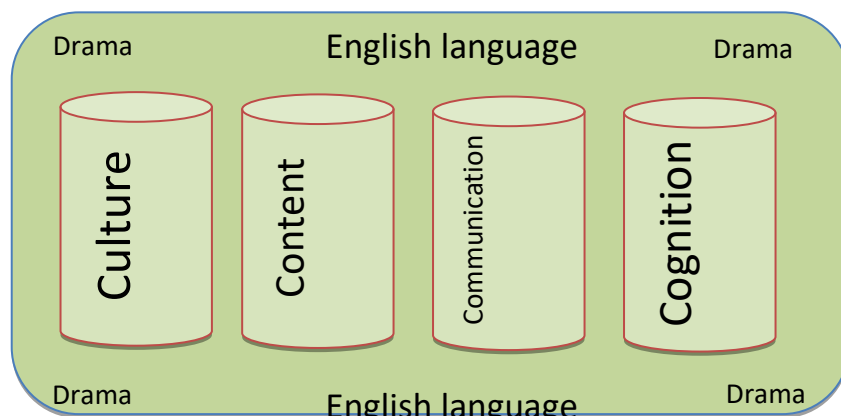 Drama
English language
Drama
Culture
Content
Communication
Cognition
Drama
English language
Drama